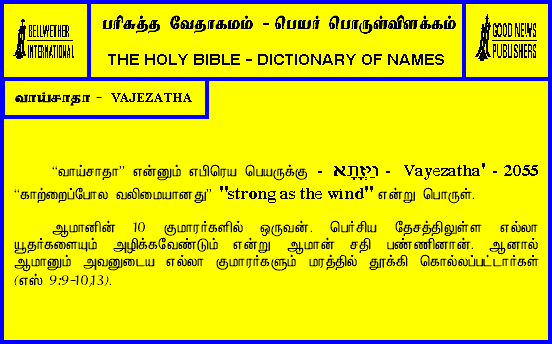 BELLWETHER
INTERNATIONAL
பரிசுத்த வேதாகமம் - பெயர் பொருள்விளக்கம்
THE HOLY BIBLE - DICTIONARY OF NAMES
GOOD NEWS
PUBLISHERS
வாய்சாதா - VAJEZATHA
“வாய்சாதா” என்னும் எபிரெய பெயருக்கு - וַיְזָתָא - Vayezatha' - 2055
“காற்றைப்போல வலிமையானது” "strong as the wind" என்று பொருள்.
ஆமானின் 10 குமாரர்களில் ஒருவன். பெர்சிய தேசத்திலுள்ள எல்லா
யூதர்களையும் அழிக்கவேண்டும் என்று ஆமான் சதி பண்ணினான். ஆனால்
ஆமானும் அவனுடைய எல்லா குமாரர்களும் மரத்தில் தூக்கி கொல்லப்பட்டார்கள்
(எஸ் 9:9-10,13).